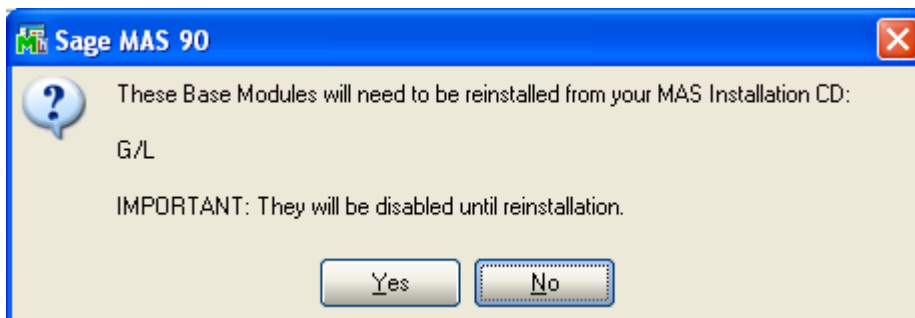 Sage MAS 90
These Base Modules will need to be reinstalled from your MAS Installation CD:
G/L
IMPORTANT: They will be disabled until reinstallation.
Yes
No